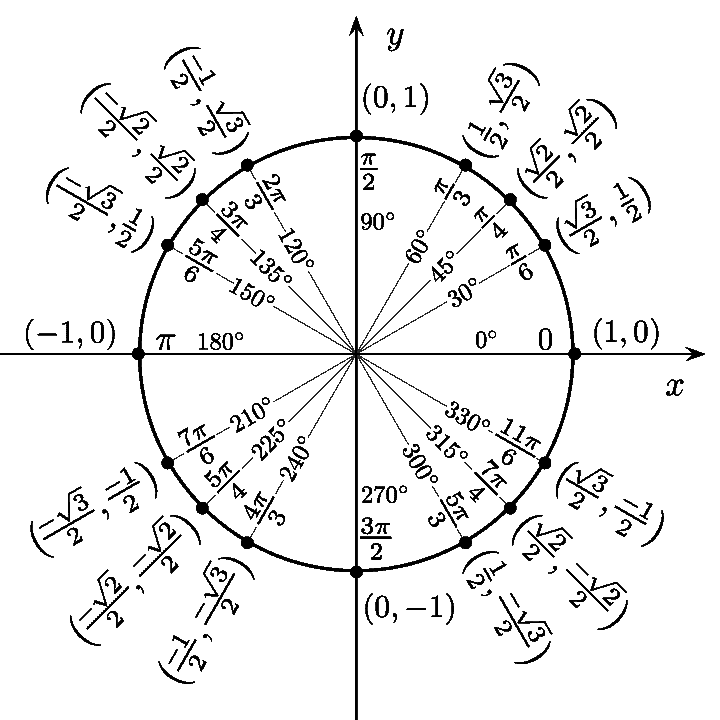 y
(0, 1)
(-1/2, √3/2)
(1/2, √3/2)
(-√2/2, √2/2)
(√2/2, √2/2)
(-√3/2, 1/2)
(√3/2, 1/2)
π/2
90°
2π/3
120°
π/3
60°
3π/4
135°
π/4
45°
5π/6
150°
π/6
30°
(-1, 0)
π
180°
0°
0
(1, 0)
x
7π/6
210°
330°
11π/6
5π/4
225°
315°
7π/4
4π/3
240°
300°
5π/3
270°
3π/2
(-√3/2, -1/2)
(√3/2, -1/2)
(-√2/2, -√2/2)
(√2/2, -√2/2)
(-1/2, -√3/2)
(1/2, -√3/2)
(0, -1)